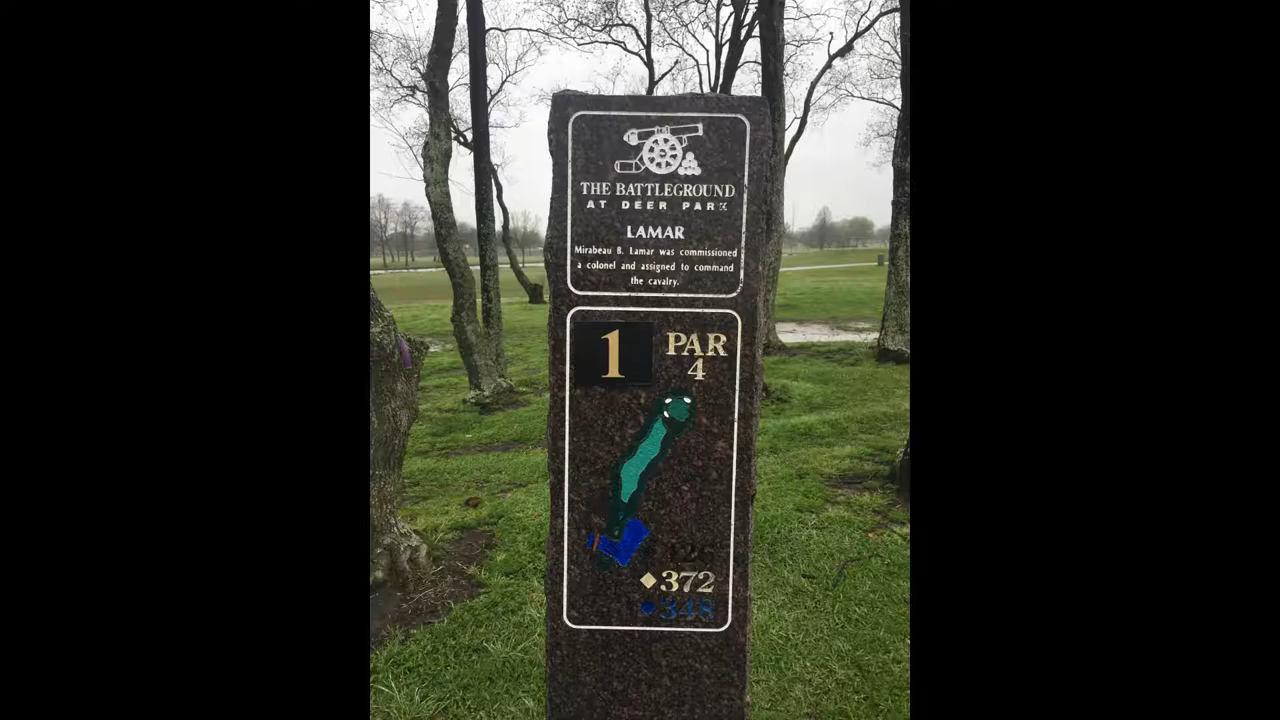 THE BATTLEGROUND
AT DEER PARK
LAMAR
Mirabeau B. Lamar was commissioned
a colonel and assigned to command
the cavalry.
1
PAR
4
372
348